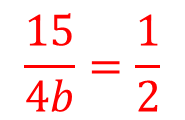 15/4b = 1/2